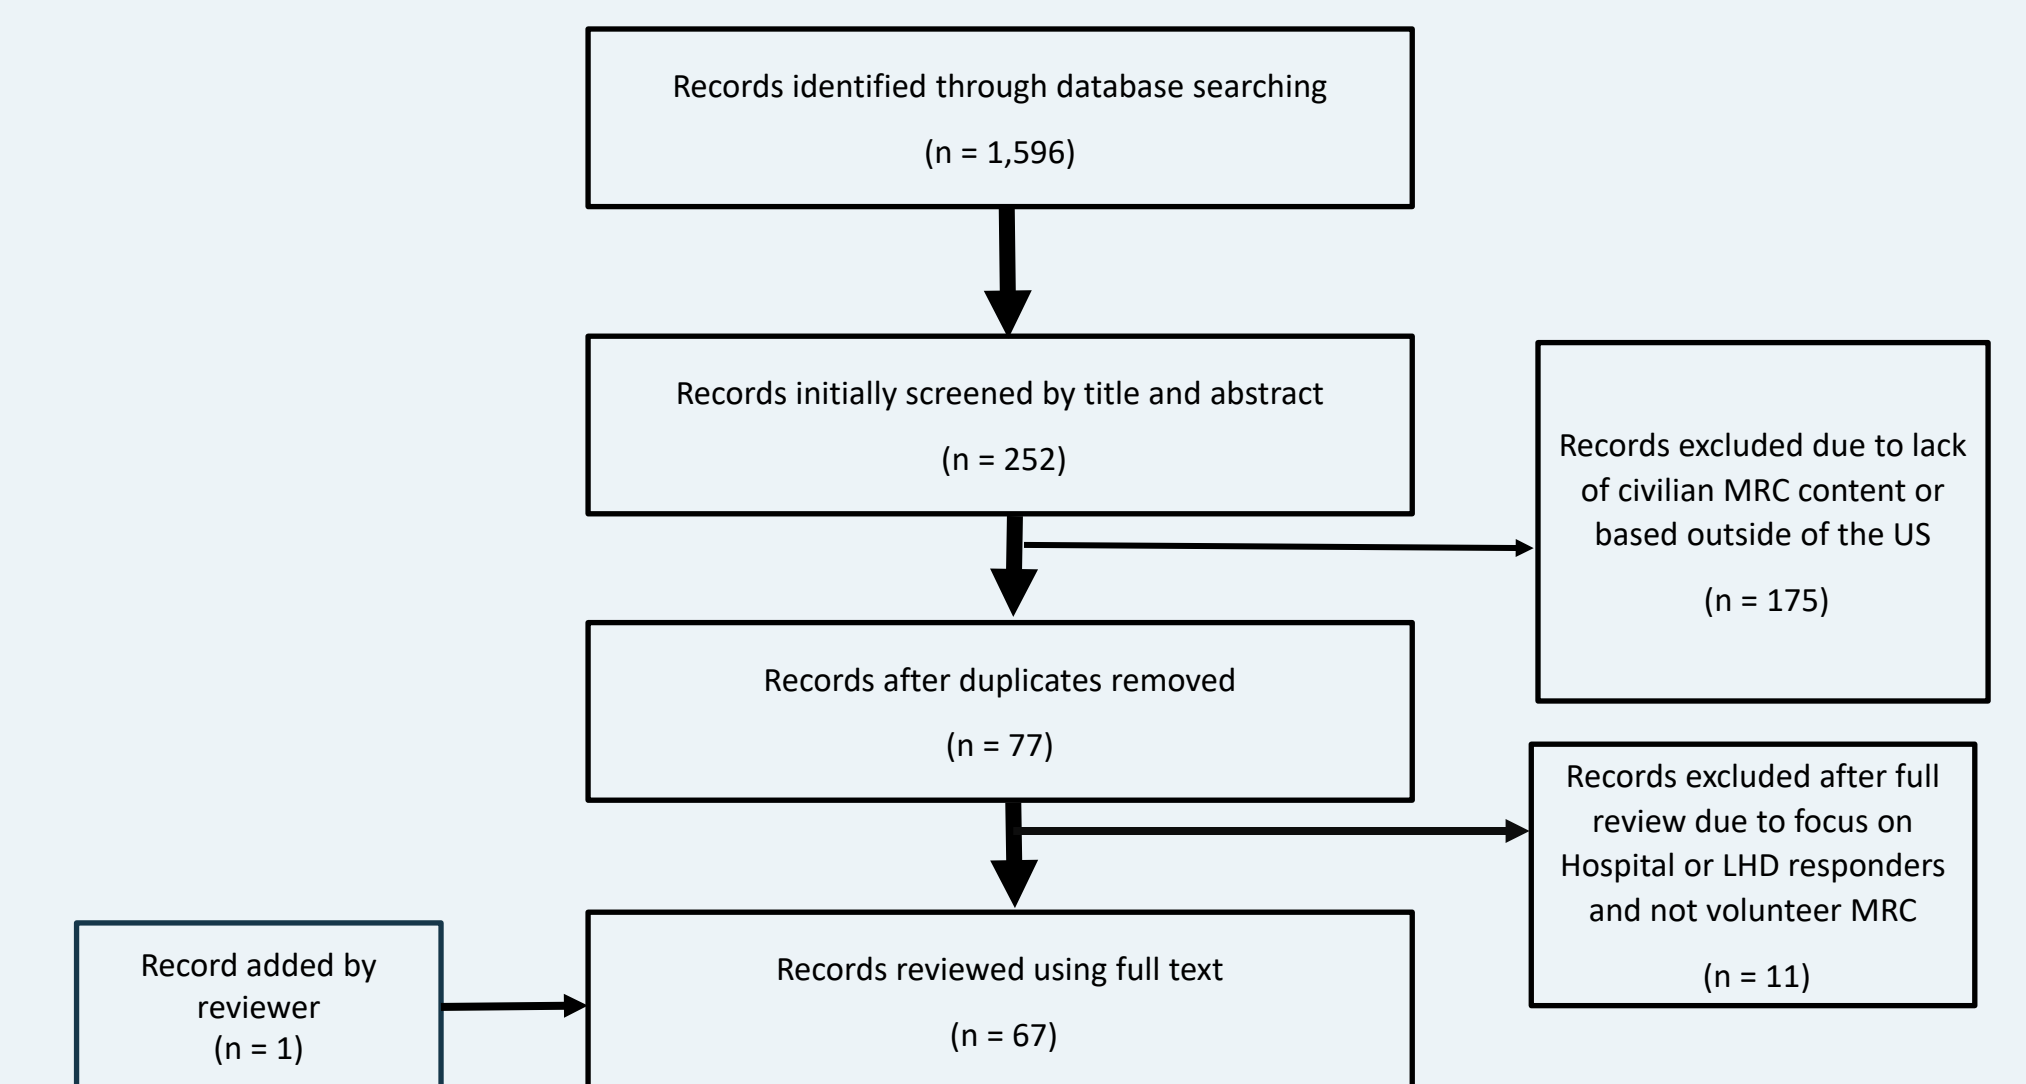 Records identified through database searching
(n = 1,596)
Records initially screened by title and abstract
(n = 252)
Records excluded due to lack
of civilian MRC content or
based outside of the US
(n = 175)
Records after duplicates removed
(n = 77)
Records excluded after full
review due to focus on
Hospital or LHD responders
and not volunteer MRC
(n = 11)
Record added by
reviewer
(n = 1)
Records reviewed using full text
(n = 67)